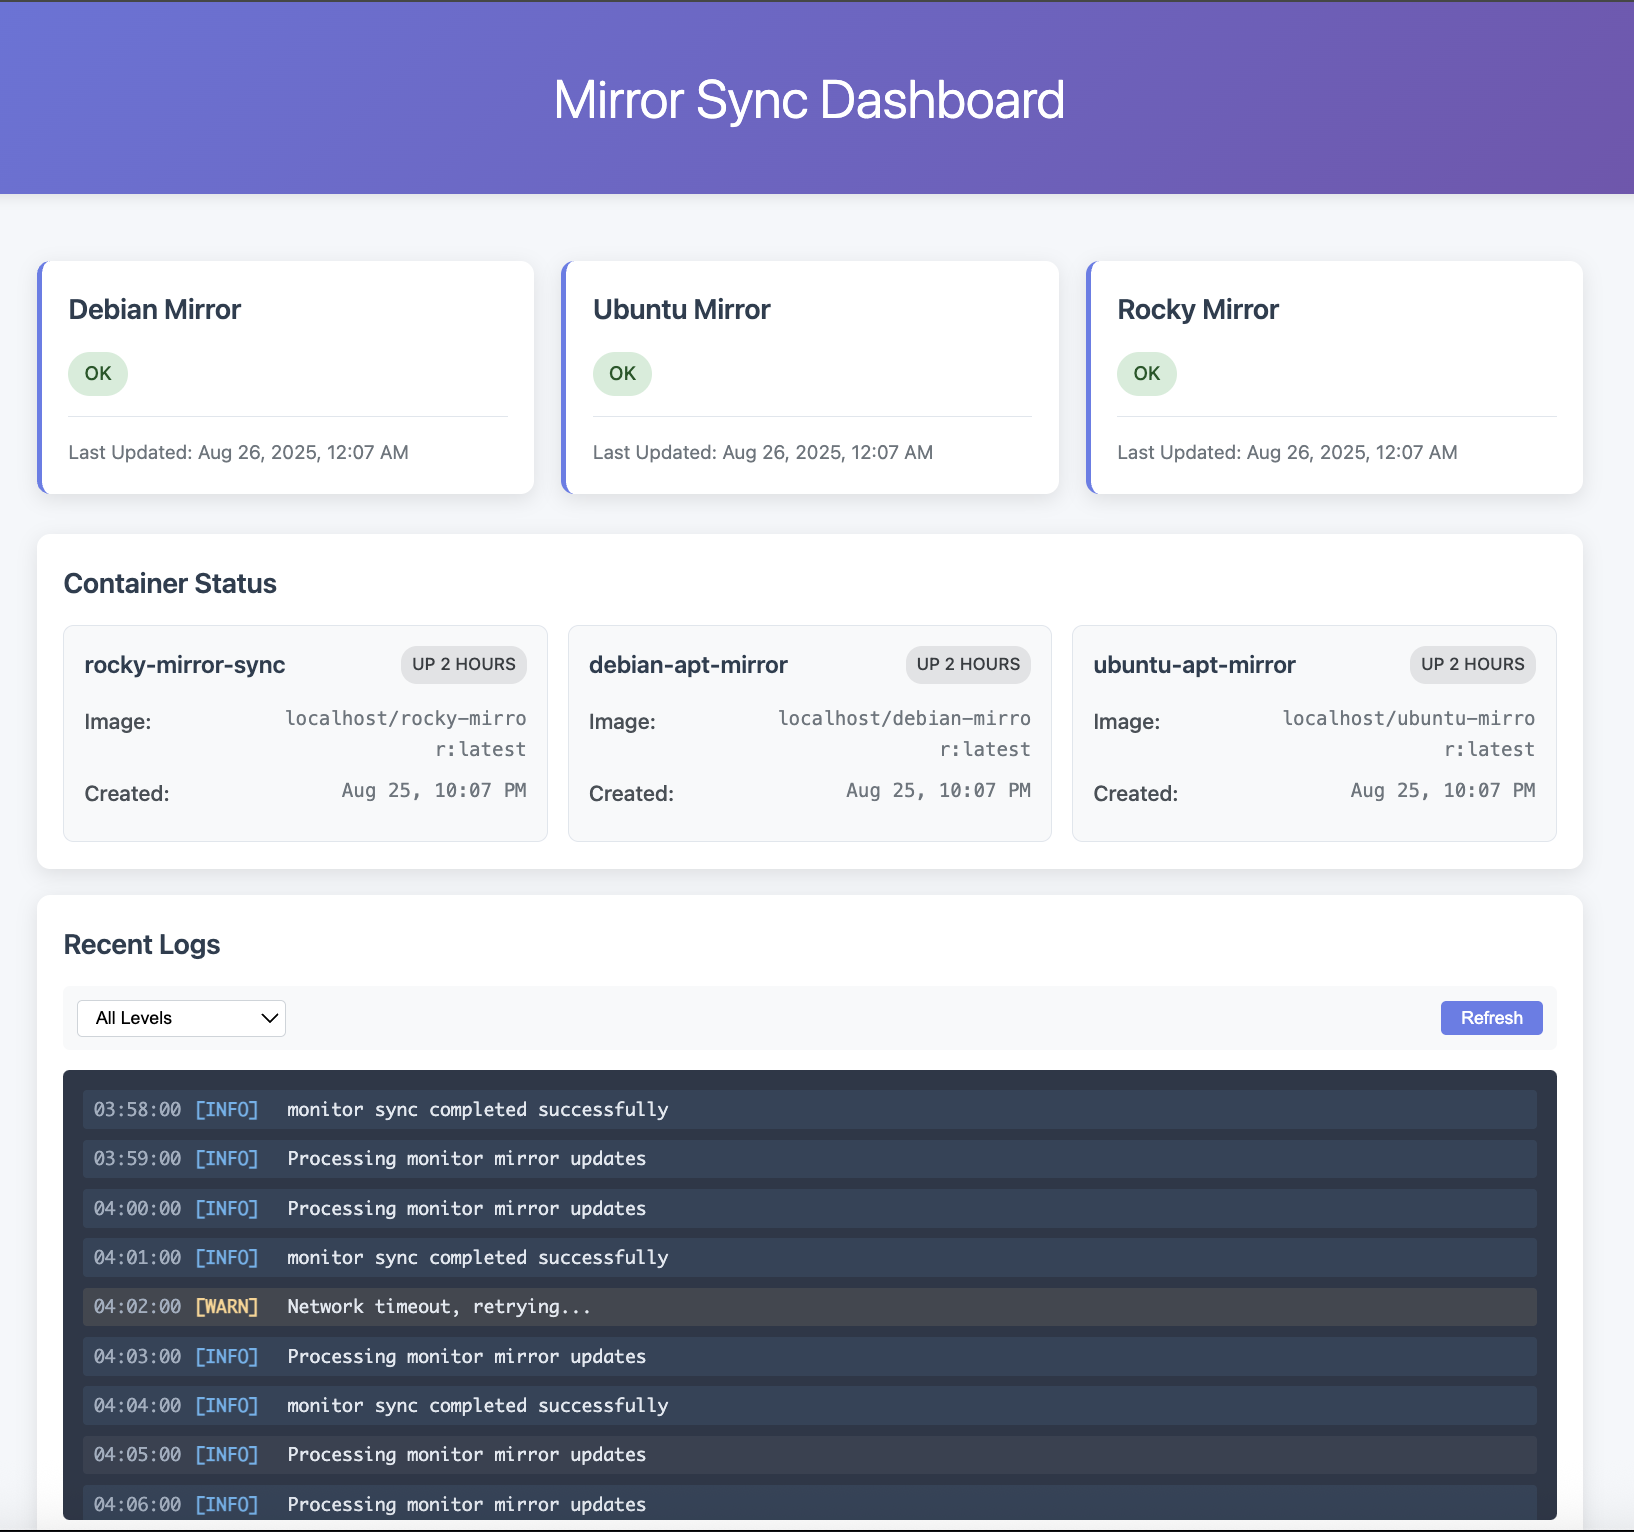 Mirror Sync Dashboard
Debian Mirror
OK
Last Updated: Aug 26, 2025, 12:07 AM
Ubuntu Mirror
OK
Last Updated: Aug 26, 2025, 12:07 AM
Rocky Mirror
OK
Last Updated: Aug 26, 2025, 12:07 AM
Container Status
rocky-mirror-sync UP 2 HOURS
Image: localhost/rocky-mirro
r:latest
Created: Aug 25, 10:07 PM
debian-apt-mirror UP 2 HOURS
Image: localhost/debian-mirro
r:latest
Created: Aug 25, 10:07 PM
ubuntu-apt-mirror UP 2 HOURS
Image: localhost/ubuntu-mirro
r:latest
Created: Aug 25, 10:07 PM
Recent Logs
All Levels Refresh
03:58:00 [INFO] monitor sync completed successfully
03:59:00 [INFO] Processing monitor mirror updates
04:00:00 [INFO] Processing monitor mirror updates
04:01:00 [INFO] monitor sync completed successfully
04:02:00 [WARN] Network timeout, retrying...
04:03:00 [INFO] Processing monitor mirror updates
04:04:00 [INFO] monitor sync completed successfully
04:05:00 [INFO] Processing monitor mirror updates
04:06:00 [INFO] Processing monitor mirror updates